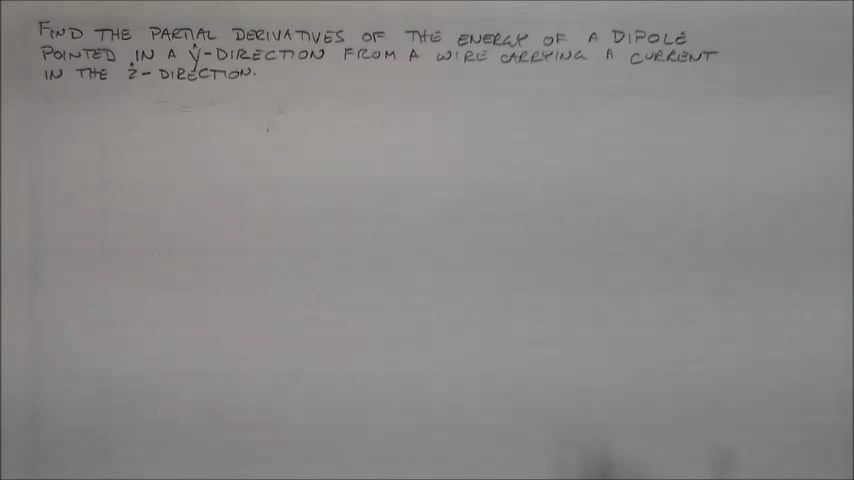 FIND THE PARTIAL DERIVATIVES OF THE ENERGY OF A DIPOLE
POINTED IN A ŷ-DIRECTION FROM A WIRE CARRYING A CURRENT
IN THE ẑ-DIRECTION.